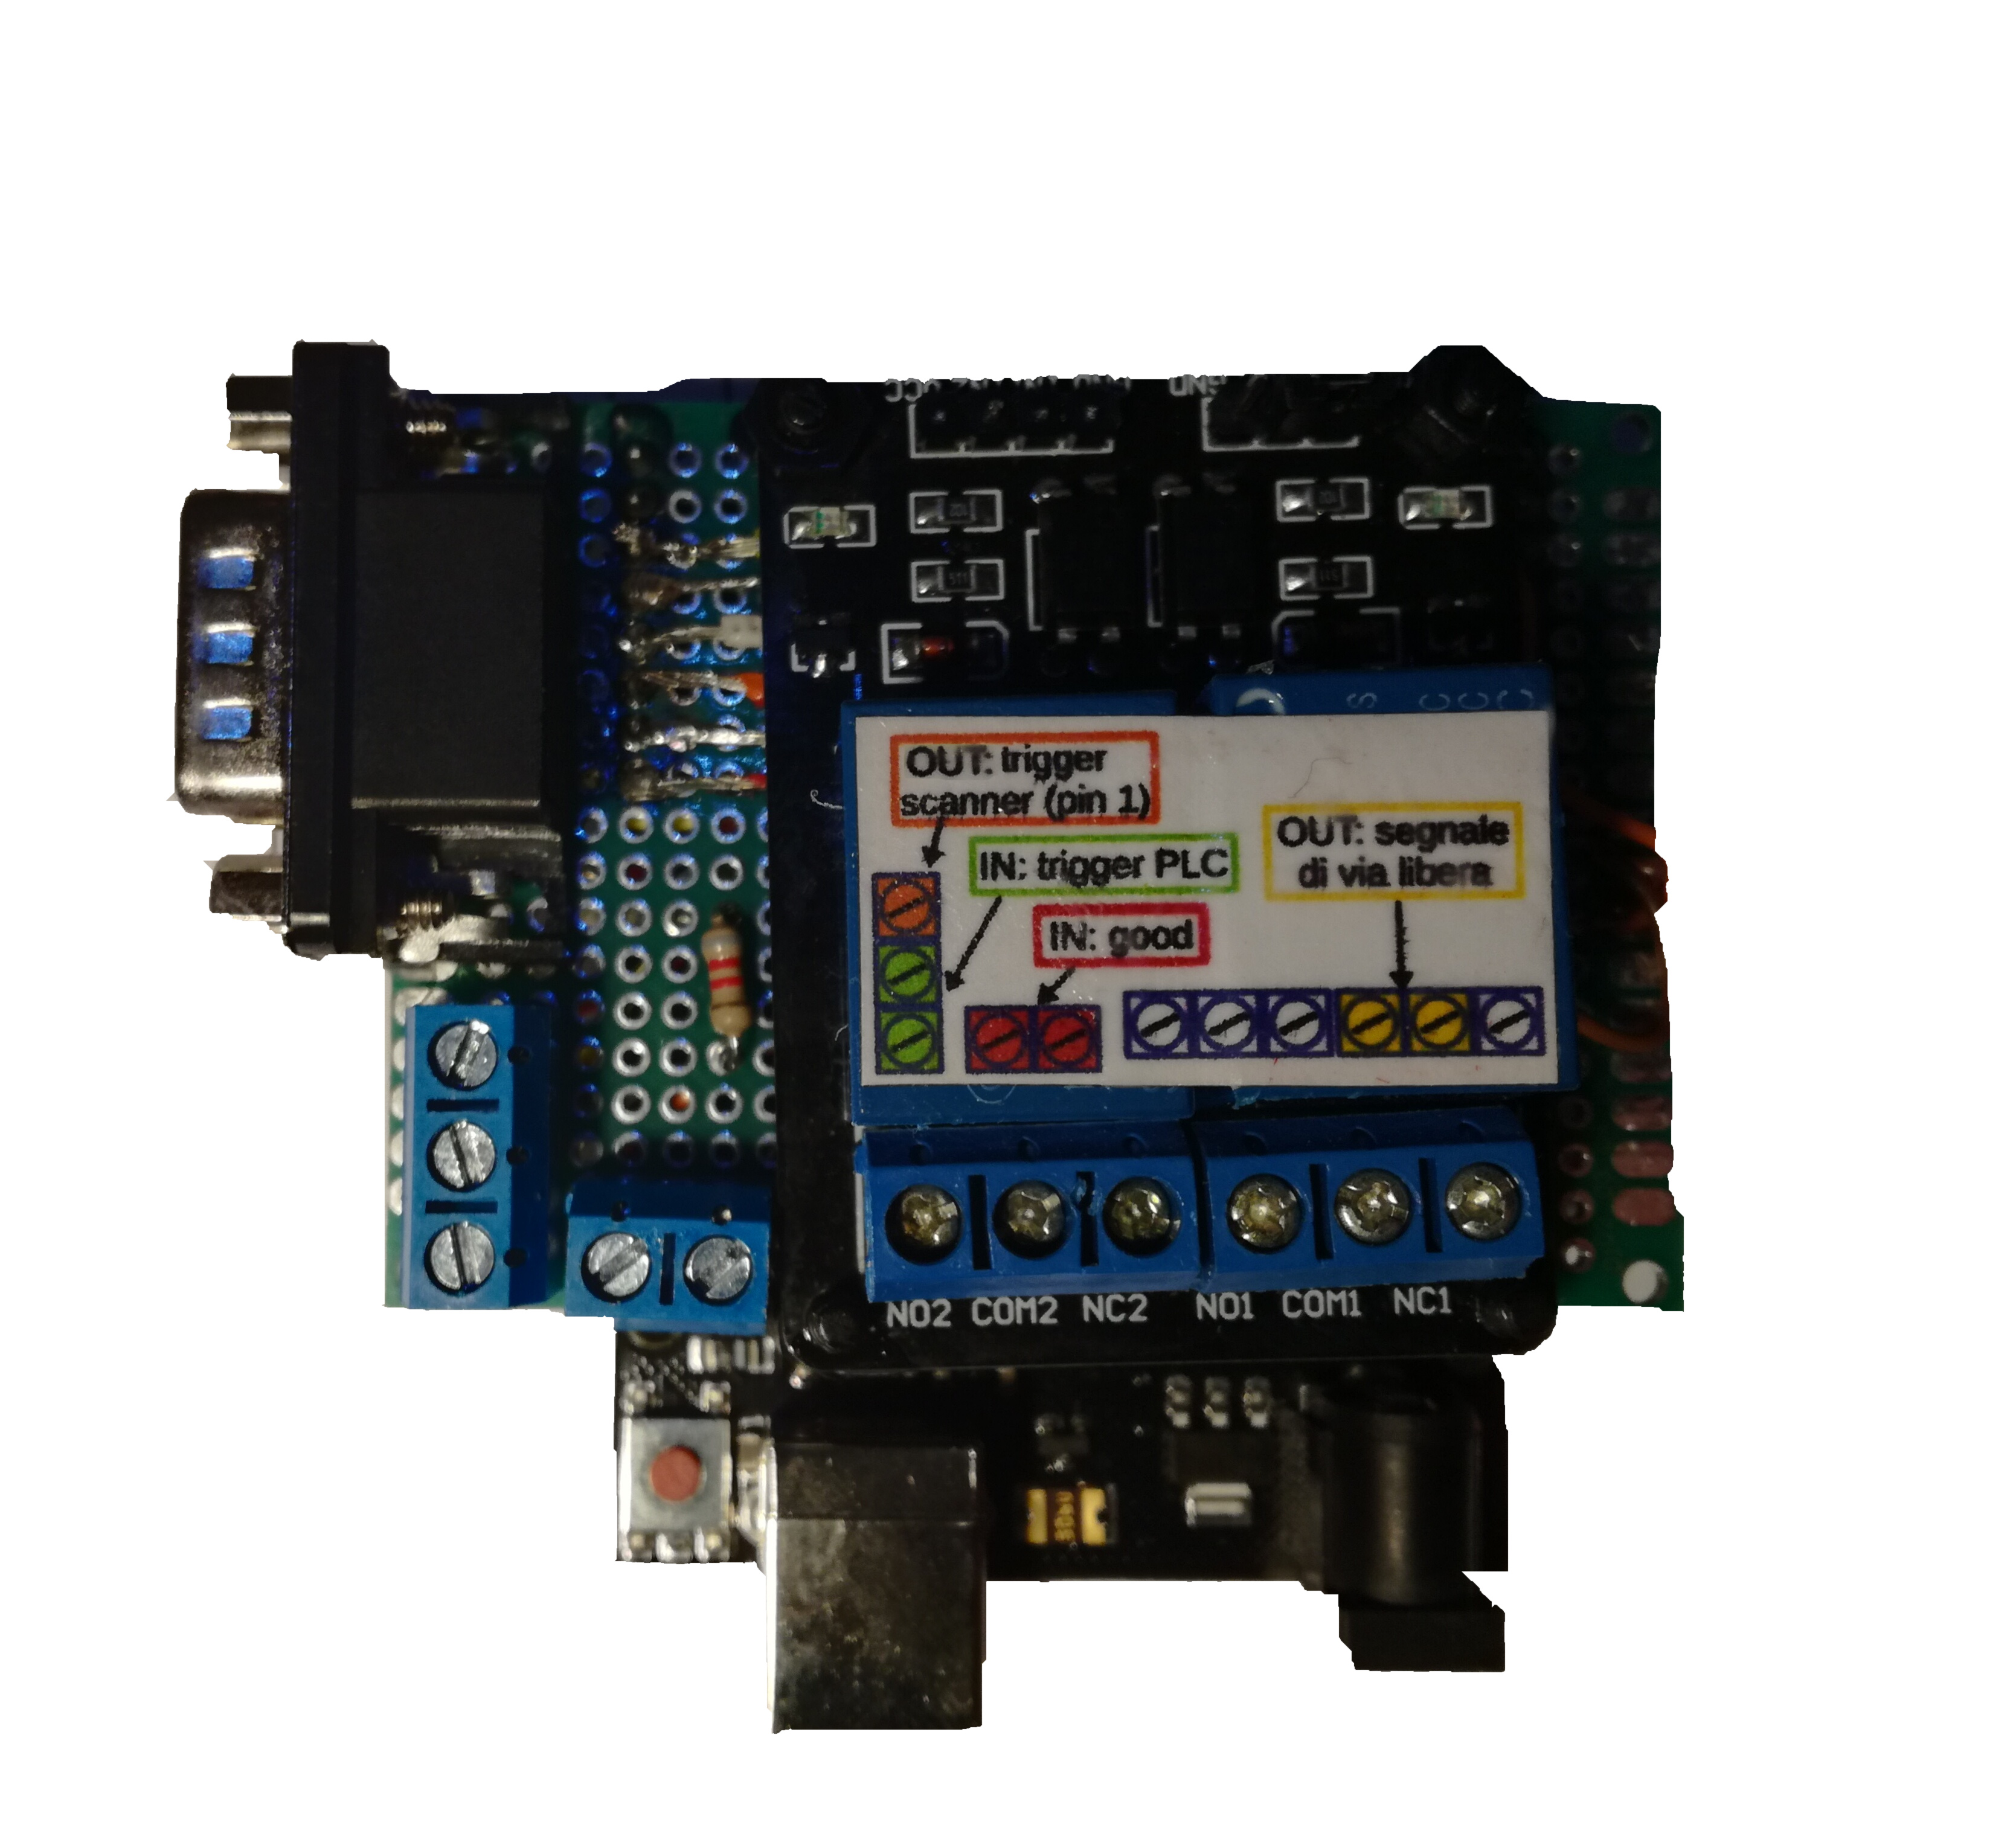 OUT: trigger
scanner (pin 1)
IN: trigger PLC
IN: good
OUT: segnale
di via libera
NO2 COM2 NC2 NO1 COM1 NC1